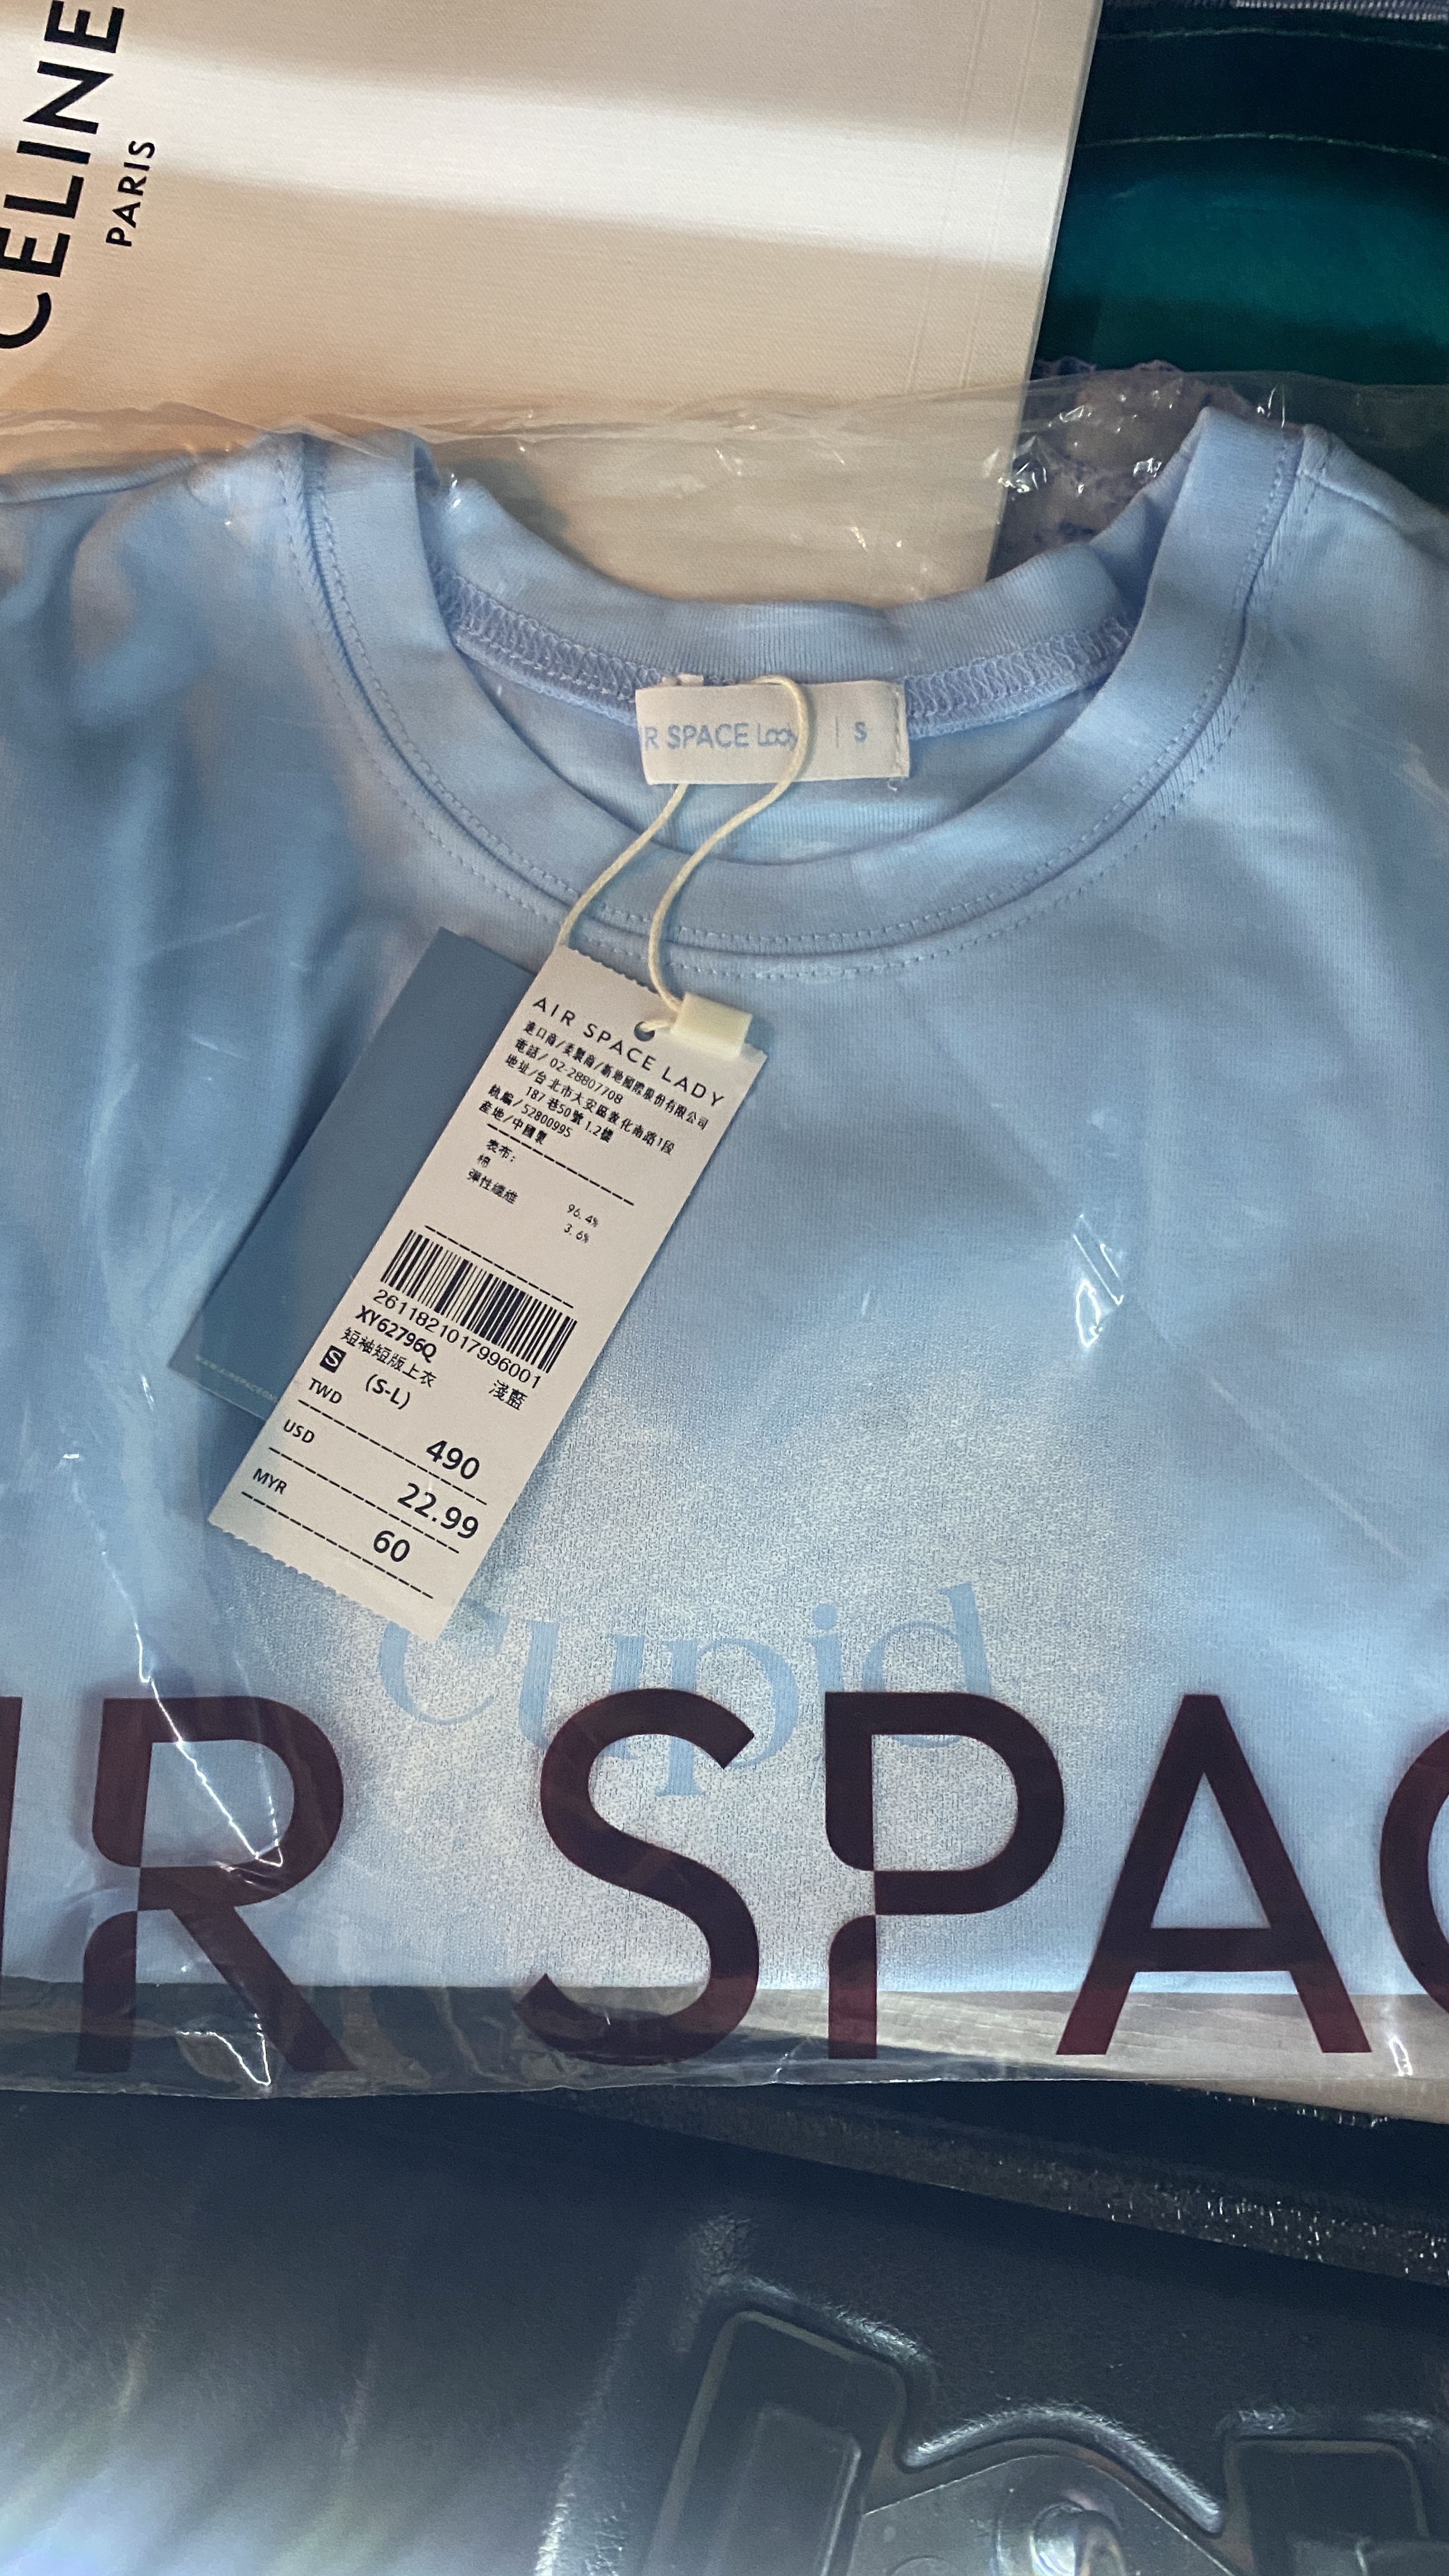 CELINE
PARIS
IR SPACE Lady | S
AIR SPACE LADY
進口商/委製商/新地國際股份有限公司
電話/02-28807708
地址/台北市大安區敦化南路1段
187巷50號1.2樓
統編/52800995
產地/中國製
表布:
棉 96.4%
彈性纖維 3.6%
2611821017996001
XY62796Q
短袖短版上衣 淺藍
S (S-L)
TWD 490
USD 22.99
MYR 60
cupid
IR SPAC